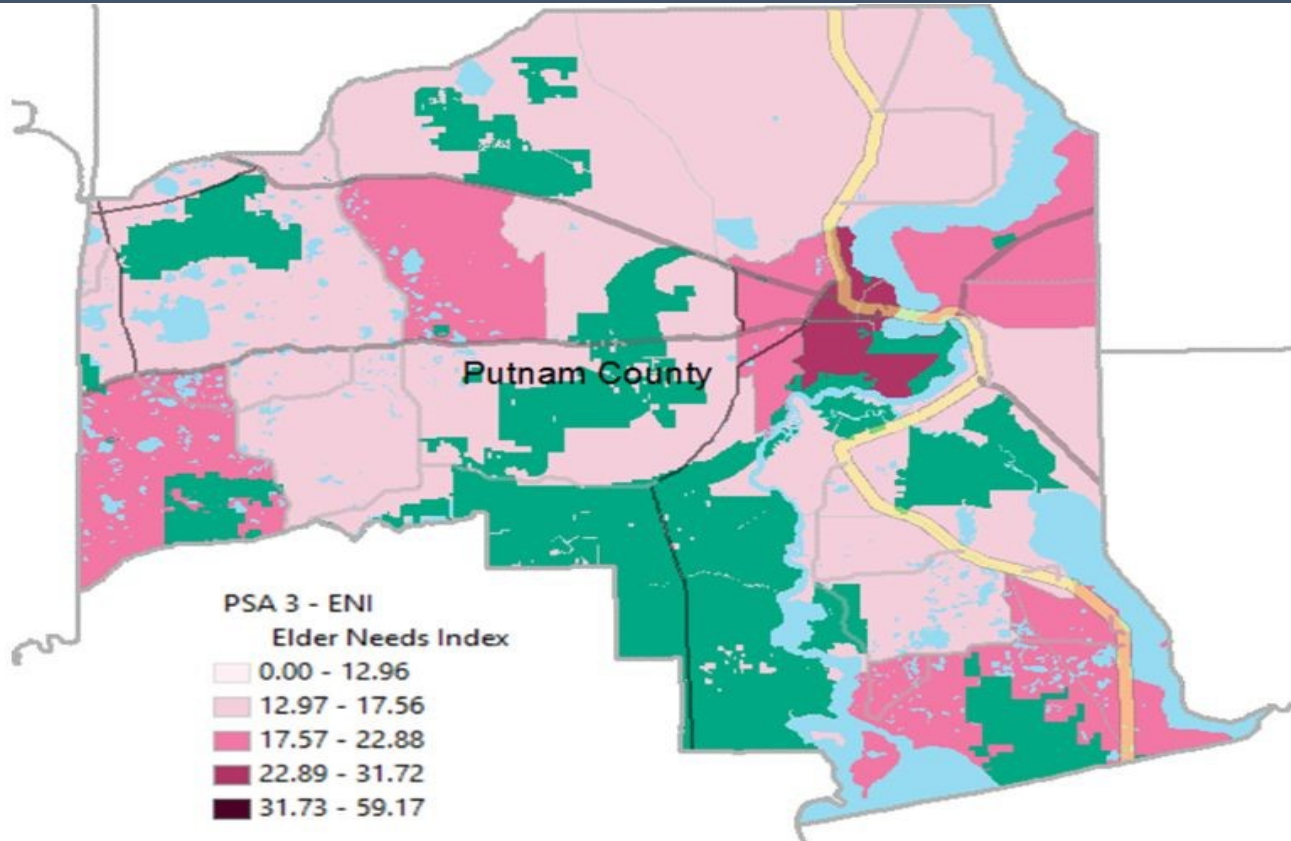 Putnam County
PSA 3 - ENI
Elder Needs Index
0.00 - 12.96
12.97 - 17.56
17.57 - 22.88
22.89 - 31.72
31.73 - 59.17